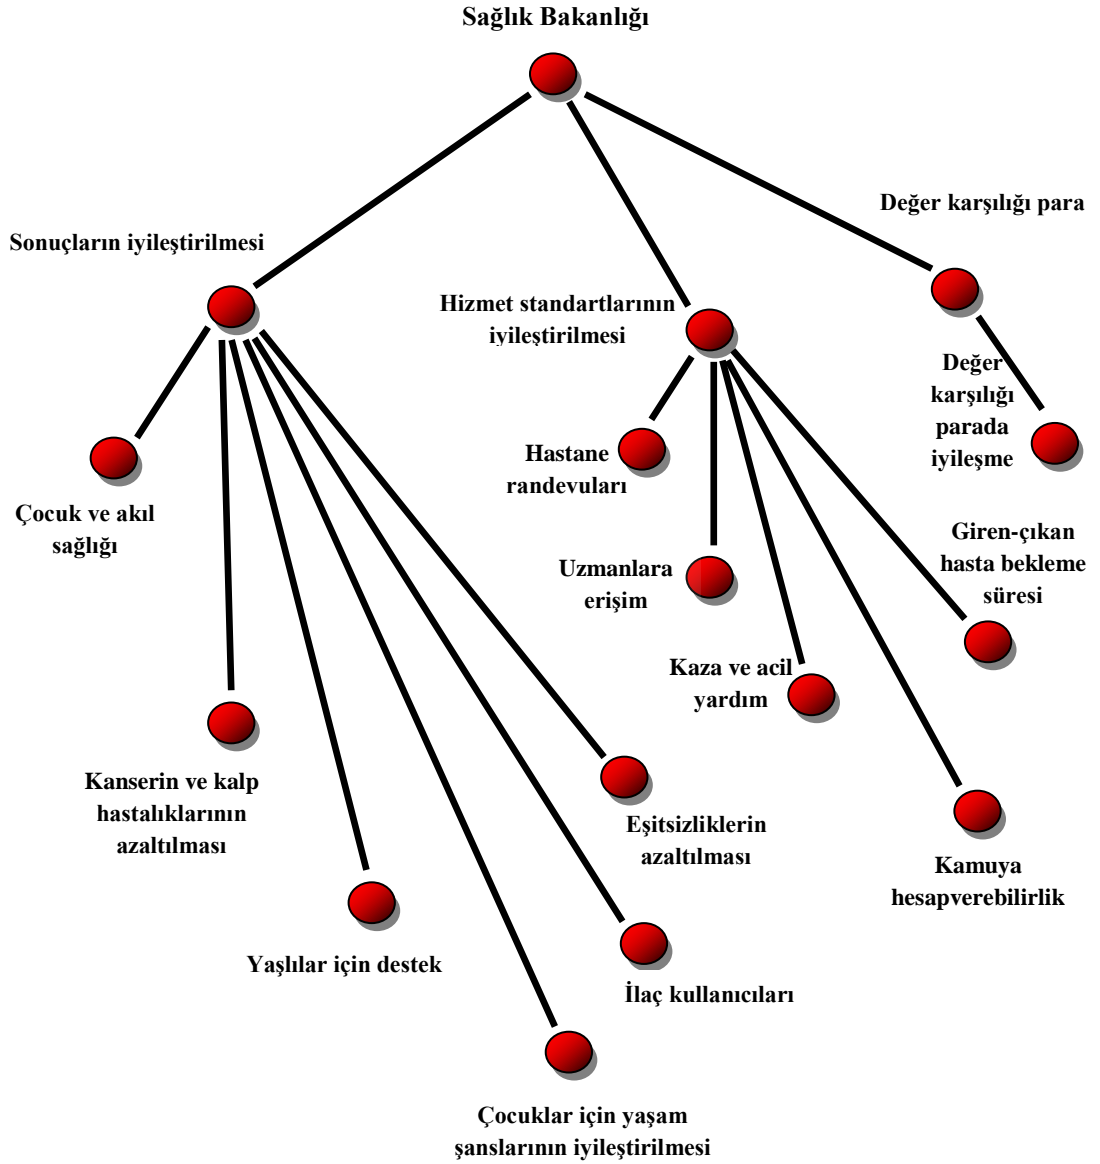 Sağlık Bakanlığı
Değer karşılığı para
Sonuçların iyileştirilmesi
Hizmet standartlarının
iyileştirilmesi
Değer
karşılığı
parada
iyileşme
Hastane
randevuları
Çocuk ve akıl
sağlığı
Giren-çıkan
hasta bekleme
süresi
Uzmanlara
erişim
Kaza ve acil
yardım
Kanserin ve kalp
hastalıklarının
azaltılması
Eşitsizliklerin
azaltılması
Kamuya
hesapverebilirlik
Yaşlılar için destek
İlaç kullanıcıları
Çocuklar için yaşam
şanslarının iyileştirilmesi